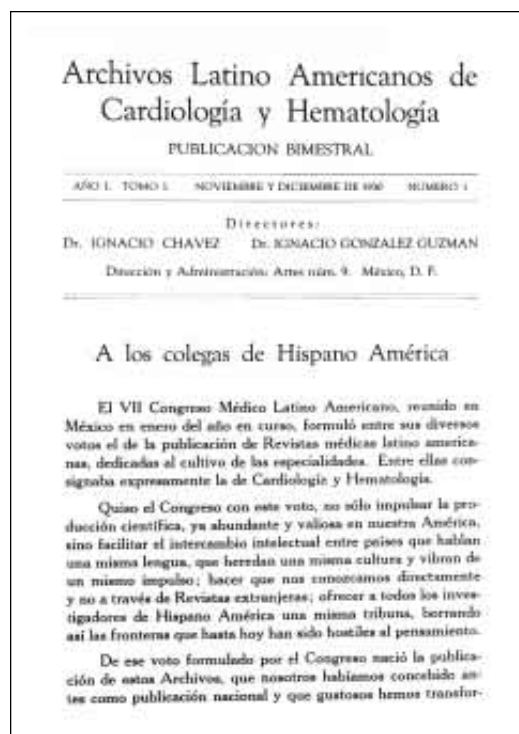 Archivos Latino Americanos de
Cardiología y Hematología
PUBLICACION BIMESTRAL
AÑO I. TOMO I. NOVIEMBRE Y DICIEMBRE DE 1930 NUMERO 1
Directores:
Dr. IGNACIO CHAVEZ Dr. IGNACIO GONZALEZ GUZMAN
Dirección y Administración: Artes núm. 9. México, D. F.
A los colegas de Hispano América
El VII Congreso Médico Latino Americano, reunido en
México en enero del año en curso, formuló entre sus diversos
votos el de la publicación de Revistas médicas latino america-
nas, dedicadas al cultivo de las especialidades. Entre ellas con-
signaba expresamente la de Cardiología y Hematología.
Quiso el Congreso con este voto, no sólo impulsar la pro-
ducción científica, ya abundante y valiosa en nuestra América,
sino facilitar el intercambio intelectual entre países que hablan
una misma lengua, que heredan una misma cultura y vibran de
un mismo impulso; hacer que nos conozcamos directamente
y no a través de Revistas extranjeras; ofrecer a todos los inves-
tigadores de Hispano América una misma tribuna, borrando
así las fronteras que hasta hoy han sido hostiles al pensamiento.
De ese voto formulado por el Congreso nació la publica-
ción de estos Archivos, que nosotros habíamos concebido an-
tes como publicación nacional y que gustosos hemos transfor-